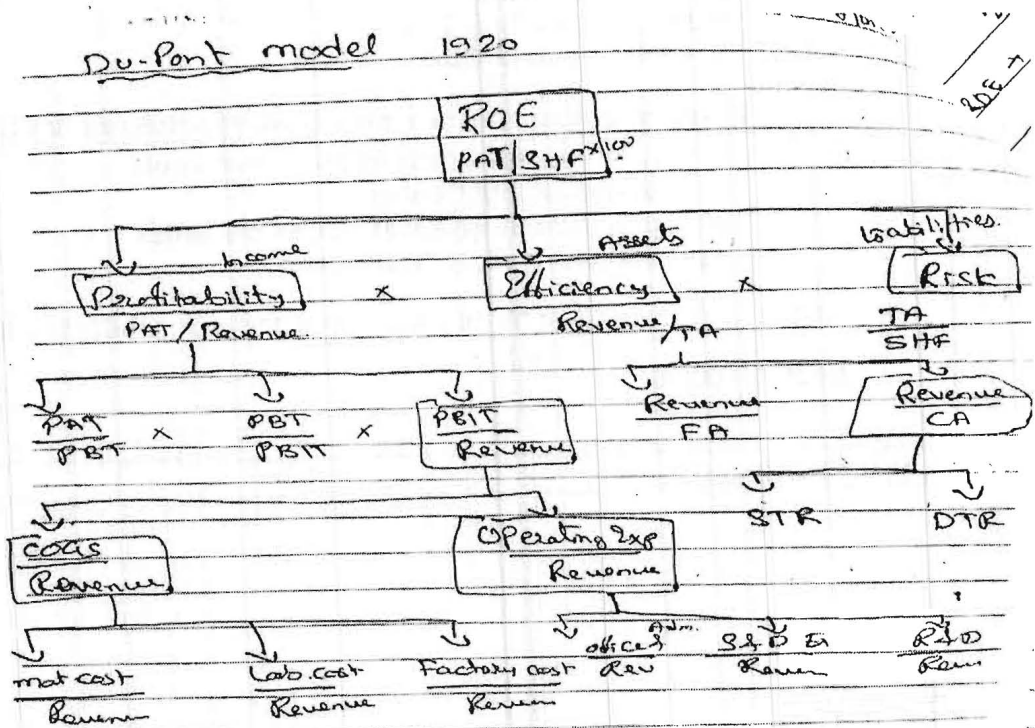 Du-Pont model 1920
ROE
PAT/SHF x100
Income Assets Liabilities.
Profitability x Efficiency x Risk
PAT/Revenue. Revenue/TA TA/SHF
PAT/PBT x PBT/PBIT x PBIT/Revenue Revenue/FA Revenue/CA
STR DTR
COGS/Revenue Operating Exp/Revenue
mat cost/Revenue Lab. cost/Revenue Factory cost/Revenue office & Adm./Rev S & D Ex/Revenue R & D/Revenue
ROE x